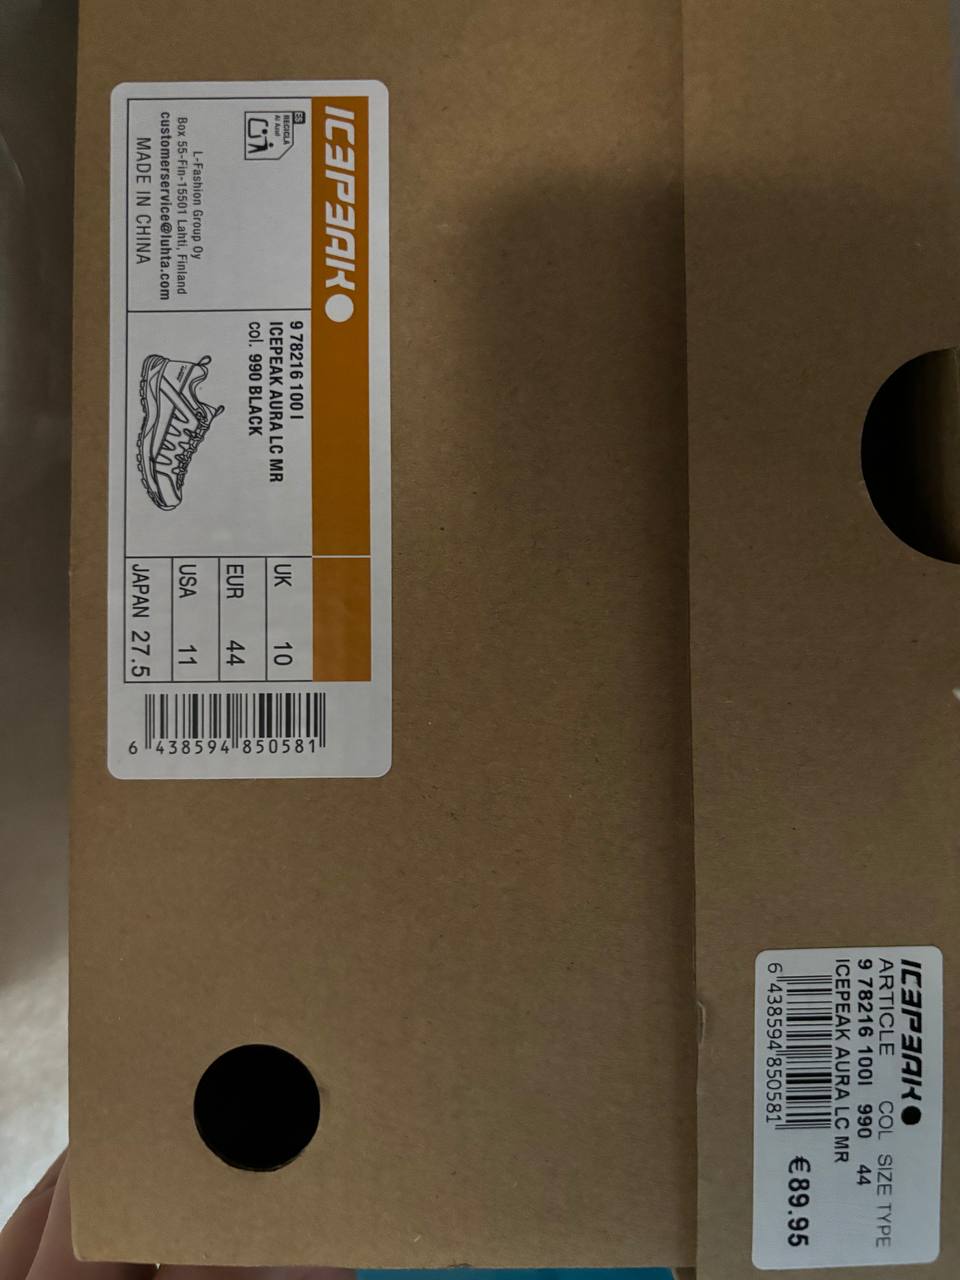 ICEPEAK
ES
RECICLA
Al Azul
L-Fashion Group Oy
Box 55-Fin-15501 Lahti, Finland
customerservice@luhta.com
MADE IN CHINA
9 78216 100 I
ICEPEAK AURA LC MR
col. 990 BLACK
UK 10
EUR 44
USA 11
JAPAN 27.5
6 438594 850581
ICEPEAK
ARTICLE COL SIZE TYPE
9 78216 100I 990 44
ICEPEAK AURA LC MR
6 438594 850581
€89.95